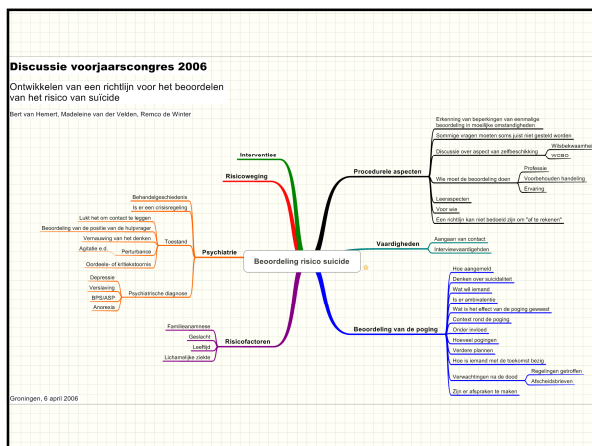 Discussie voorjaarscongres 2006
Ontwikkelen van een richtlijn voor het beoordelen
van het risico van suïcide
Bert van Hemert, Madeleine van der Velden, Remco de Winter
Beoordeling risico suicide
Interventies
Risicoweging
Psychiatrie
Behandelgeschiedenis
Is er een crisisregeling
Toestand
Lukt het om contact te leggen
Beoordeling van de positie van de hulpvrager
Vernauwing van het denken
Perturbance
Agitatie e.d.
Oordeels- of kritiekstoornis
Psychiatrische diagnose
Depressie
Verslaving
BPS/ASP
Anorexia
Risicofactoren
Familieanamnese
Geslacht
Leeftijd
Lichamelijke ziekte
Procedurele aspecten
Erkenning van beperkingen van eenmalige
beoordeling in moeilijke omstandigheden
Sommige vragen moeten soms juist niet gesteld worden
Discussie over aspect van zelfbeschikking
Wilsbekwaamhei
WGBO
Wie moet de beoordeling doen
Professie
Voorbehouden handeling
Ervaring
Leeraspecten
Voor wie
Een richtlijn kan niet bedoeld zijn om "af te rekenen"
Vaardigheden
Aangaan van contact
Interviewvaardigheden
Beoordeling van de poging
Hoe aangemeld
Denken over suicidaliteit
Wat wil iemand
Is er ambivalentie
Wat is het effect van de poging geweest
Context rond de poging
Onder invloed
Hoeveel pogingen
Verdere plannen
Hoe is iemand met de toekomst bezig
Verwachtingen na de dood
Regelingen getroffen
Afscheidsbrieven
Zijn er afspraken te maken
Groningen, 6 april 2006